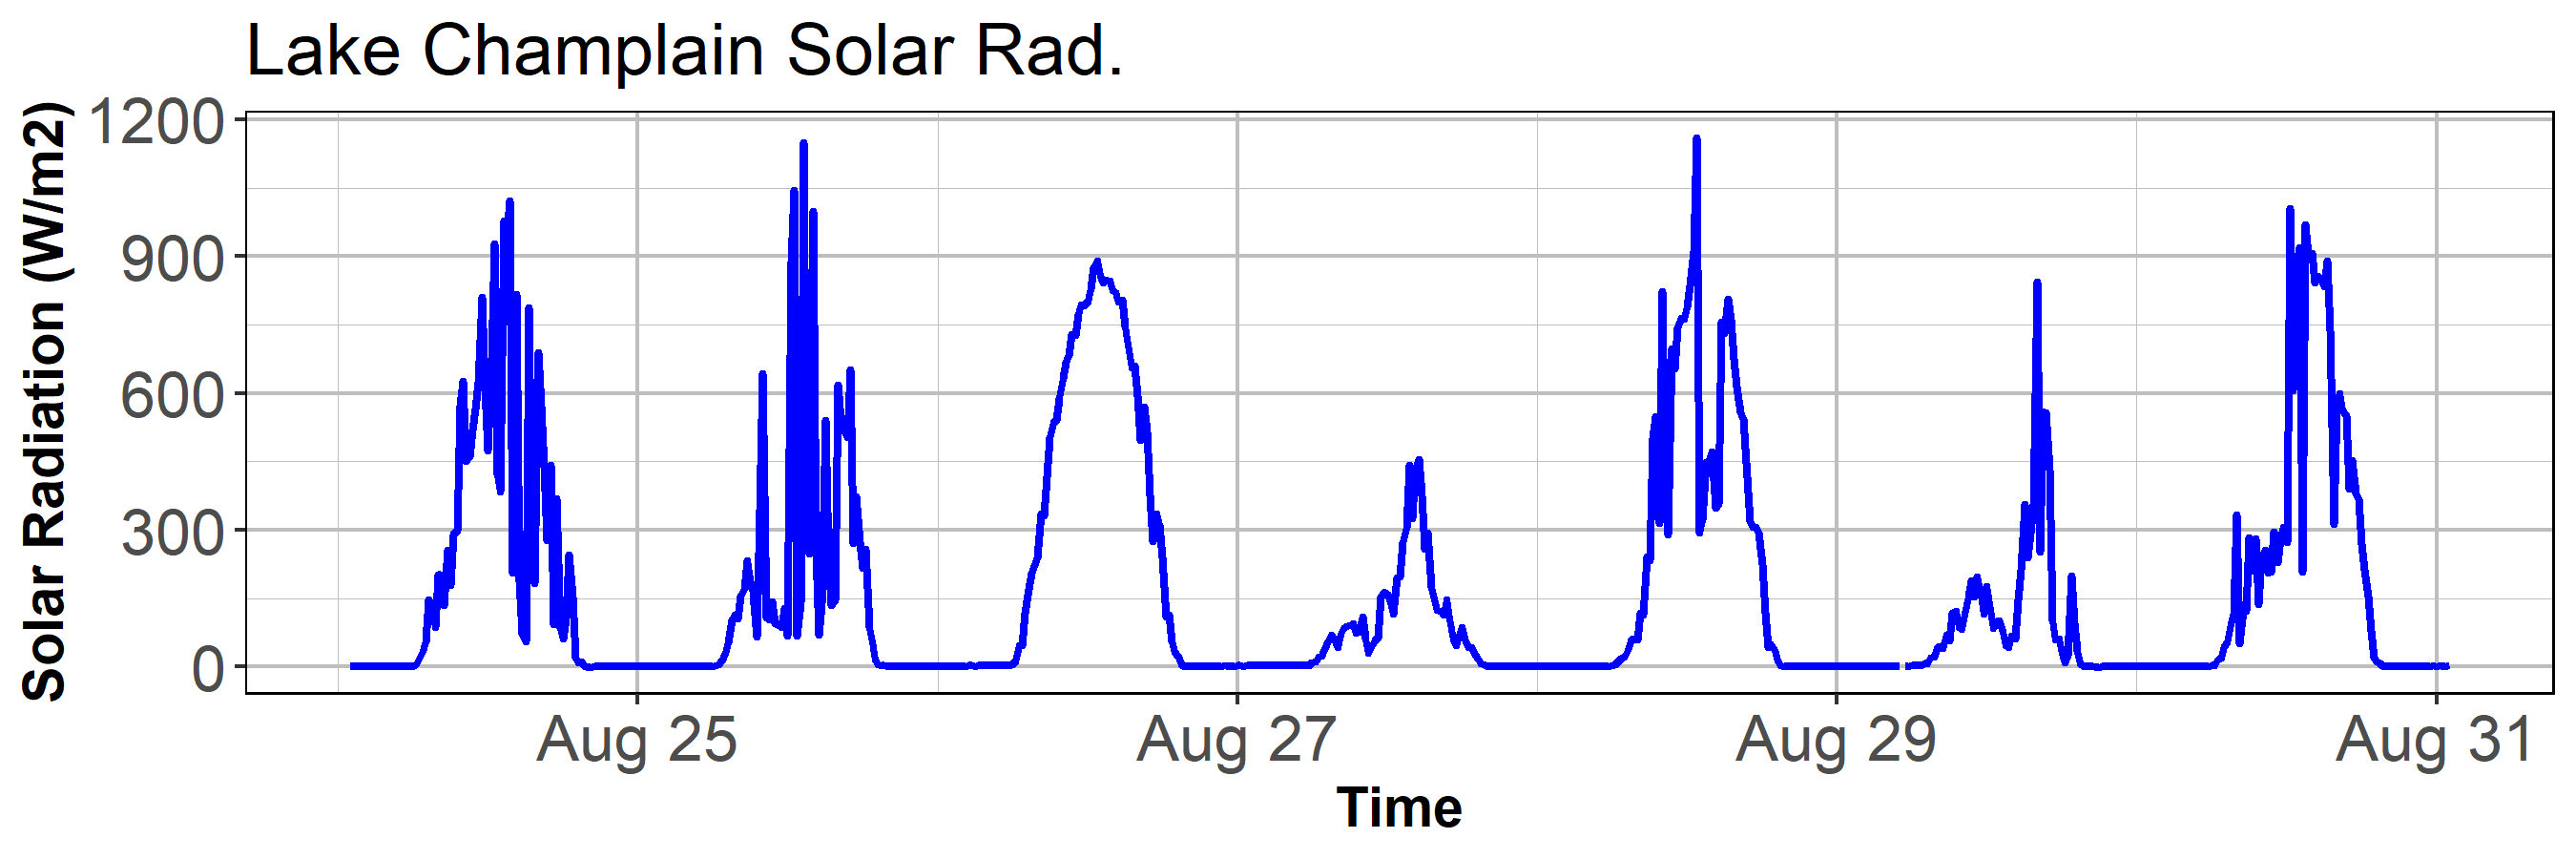 Lake Champlain Solar Rad.
Solar Radiation (W/m2)
1200
900
600
300
0
Aug 25 Aug 27 Aug 29 Aug 31
Time